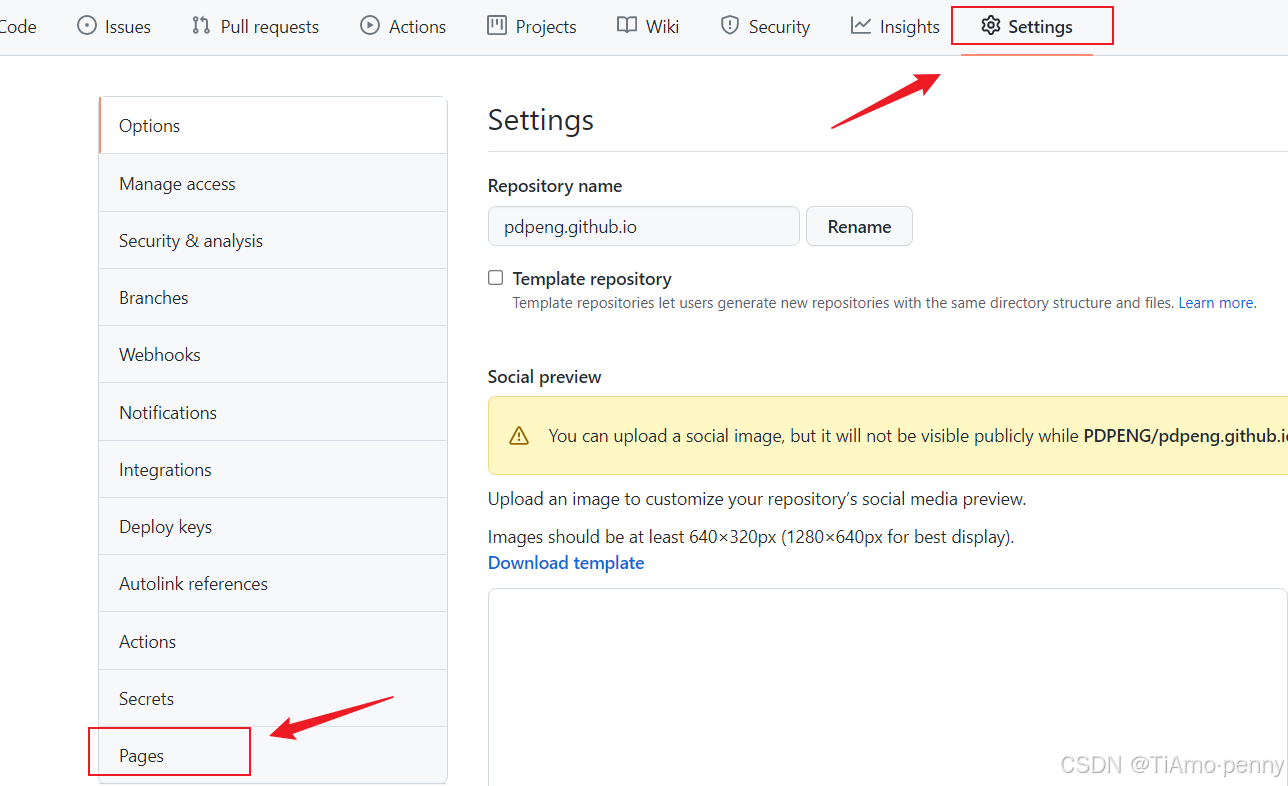 Code Issues Pull requests Actions Projects Wiki Security Insights Settings
Options
Manage access
Security & analysis
Branches
Webhooks
Notifications
Integrations
Deploy keys
Autolink references
Actions
Secrets
Pages
Settings
Repository name
pdpeng.github.io Rename
Template repository
Template repositories let users generate new repositories with the same directory structure and files. Learn more.
Social preview
You can upload a social image, but it will not be visible publicly while PDPENG/pdpeng.github.i
Upload an image to customize your repository’s social media preview.
Images should be at least 640×320px (1280×640px for best display).
Download template
CSDN @TiAmo·penny